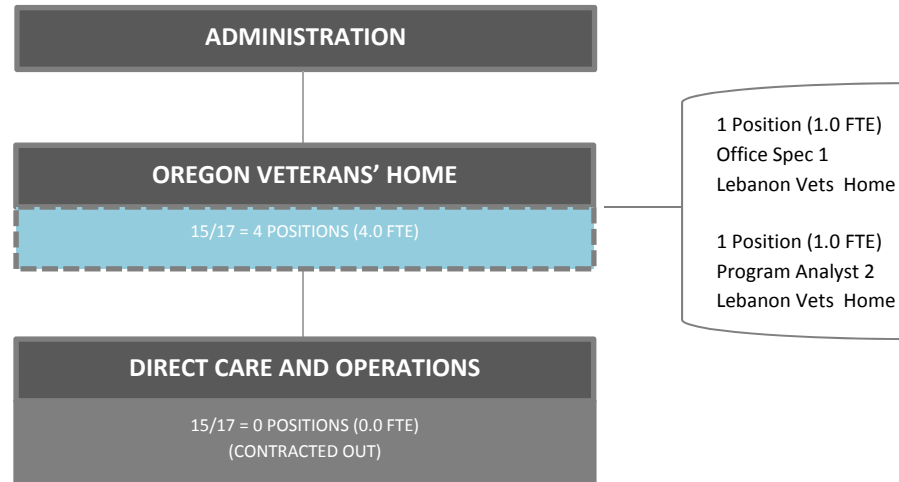 ADMINISTRATION
OREGON VETERANS’ HOME
15/17 = 4 POSITIONS (4.0 FTE)
1 Position (1.0 FTE)
Office Spec 1
Lebanon Vets Home
1 Position (1.0 FTE)
Program Analyst 2
Lebanon Vets Home
DIRECT CARE AND OPERATIONS
15/17 = 0 POSITIONS (0.0 FTE)
(CONTRACTED OUT)